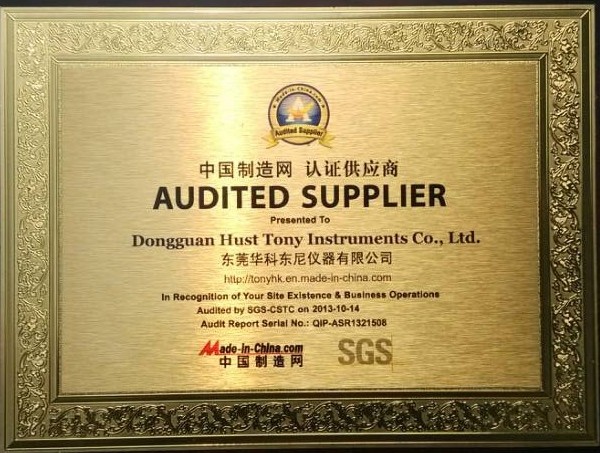 Made-in-China.com
Audited Supplier
中国制造网 认证供应商
AUDITED SUPPLIER
Presented To
Dongguan Hust Tony Instruments Co., Ltd.
东莞华科东尼仪器有限公司
http://tonyhk.en.made-in-china.com
In Recognition of Your Site Existence & Business Operations
Audited by SGS-CSTC on 2013-10-14
Audit Report Serial No.: QIP-ASR1321508
Made-in-China.com
中国制造网
SGS